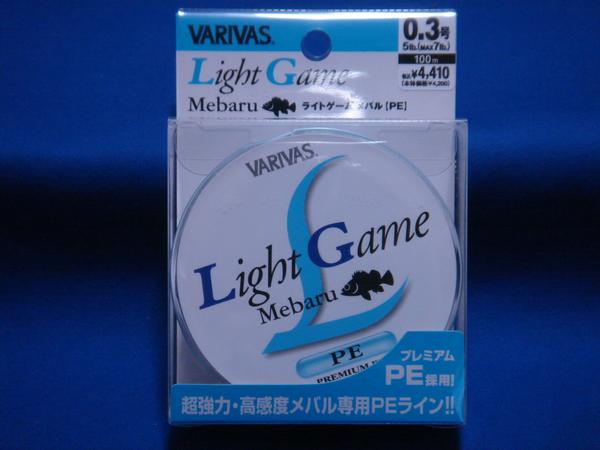 VARIVAS®
0.3号
5lb.(MAX7lb.)
100m
税込¥4,410
(本体価格¥4,200)
Light Game
Mebaru ライトゲーム メバル [PE]
VARIVAS®
L
Light Game
Mebaru
PE
PREMIUM
プレミアム
PE採用!
超強力・高感度メバル専用PEライン!!